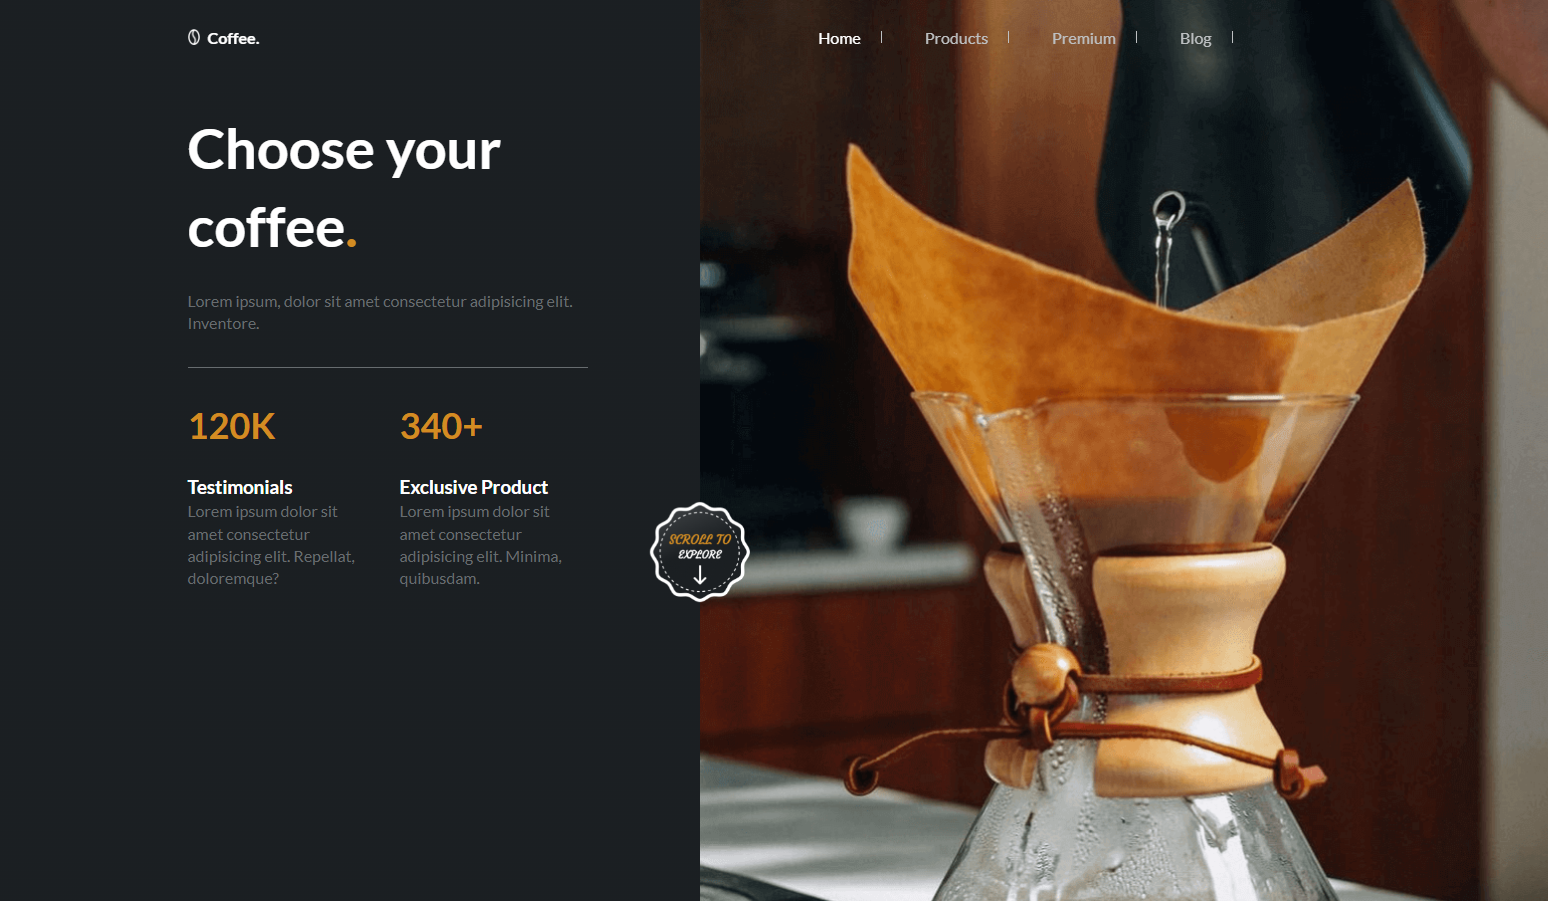 Coffee.
Home
Products
Premium
Blog
Choose your
coffee.
Lorem ipsum, dolor sit amet consectetur adipisicing elit.
Inventore.
120K
Testimonials
Lorem ipsum dolor sit
amet consectetur
adipisicing elit. Repellat,
doloremque?
340+
Exclusive Product
Lorem ipsum dolor sit
amet consectetur
adipisicing elit. Minima,
quibusdam.
SCROLL TO
EXPLORE